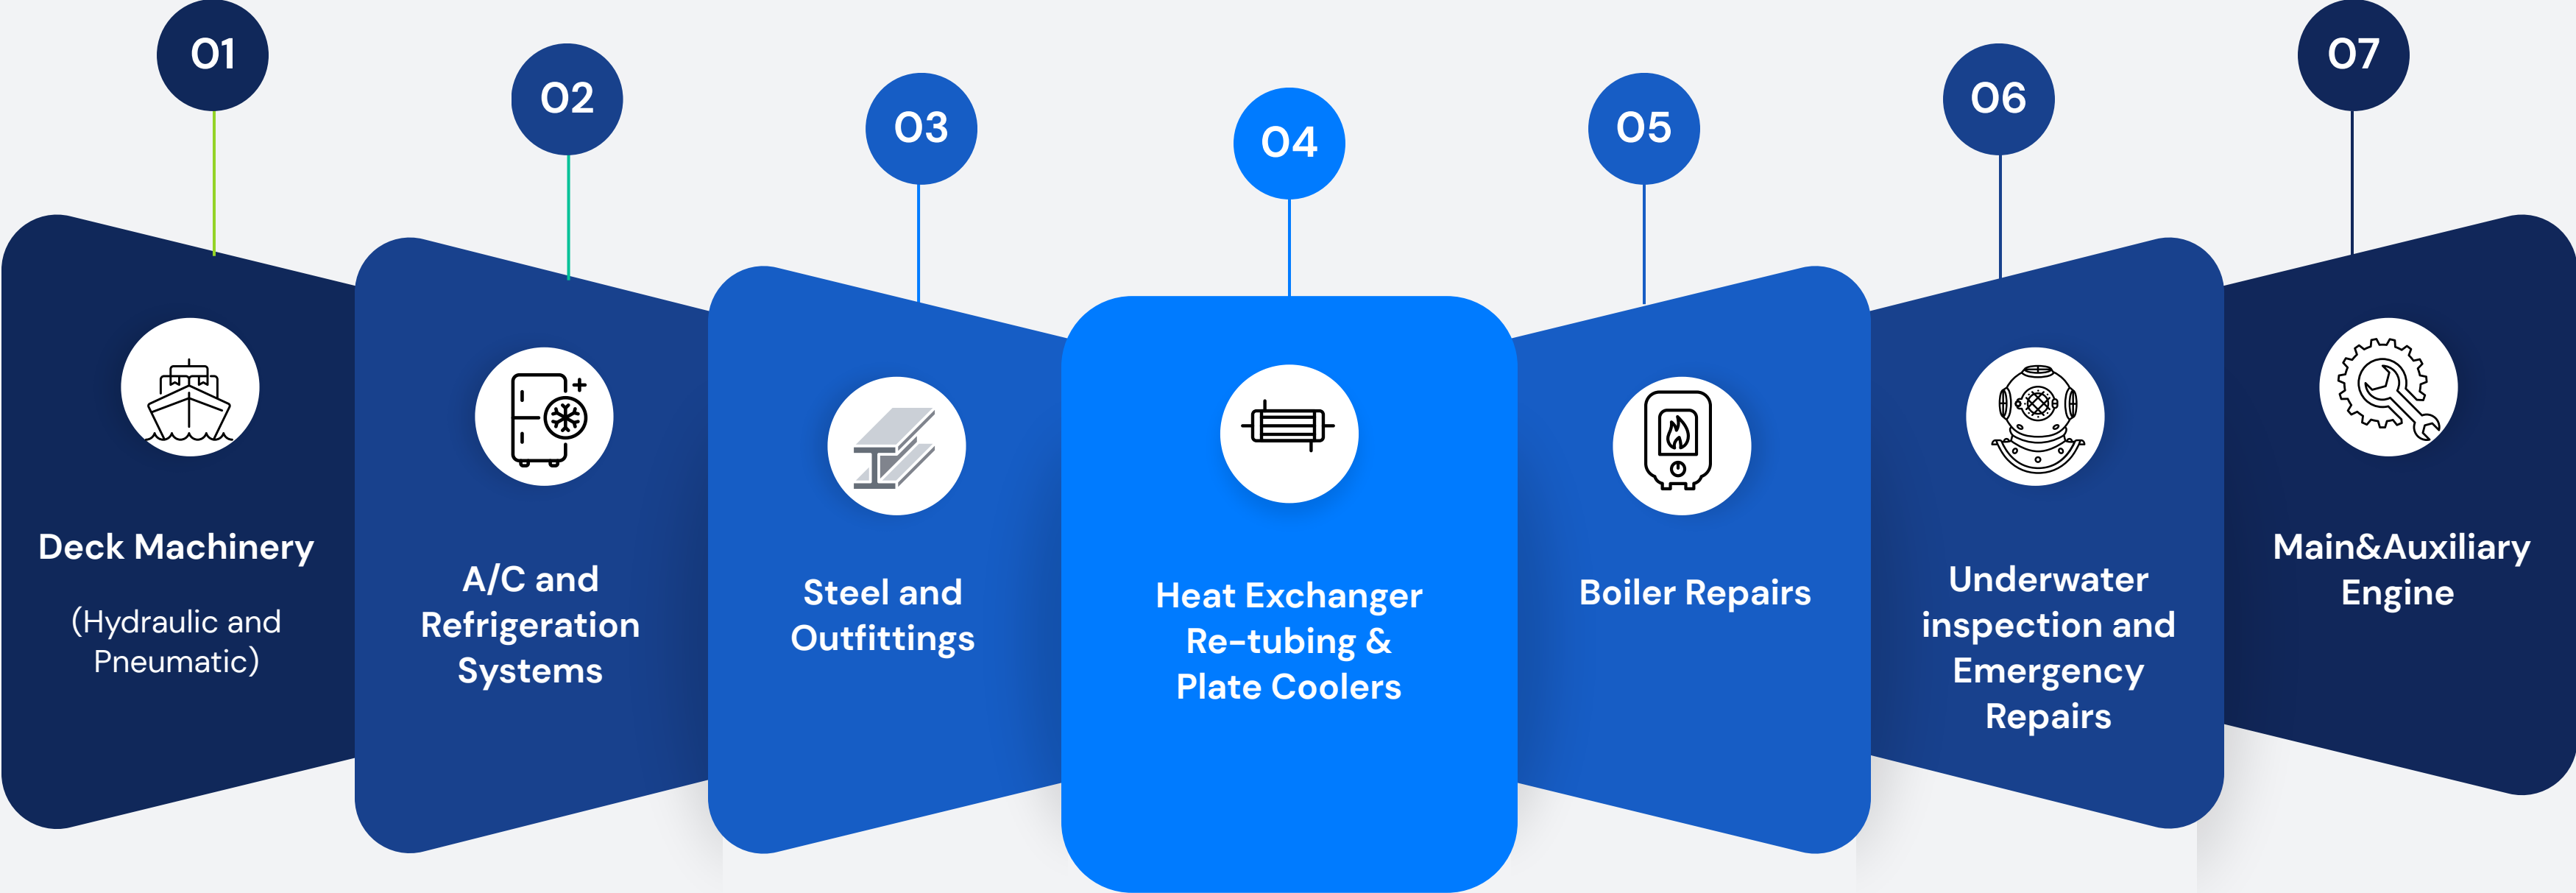 01
Deck Machinery
(Hydraulic and
Pneumatic)
02
A/C and
Refrigeration
Systems
03
Steel and
Outfittings
04
Heat Exchanger
Re-tubing &
Plate Coolers
05
Boiler Repairs
06
Underwater
inspection and
Emergency
Repairs
07
Main&Auxiliary
Engine